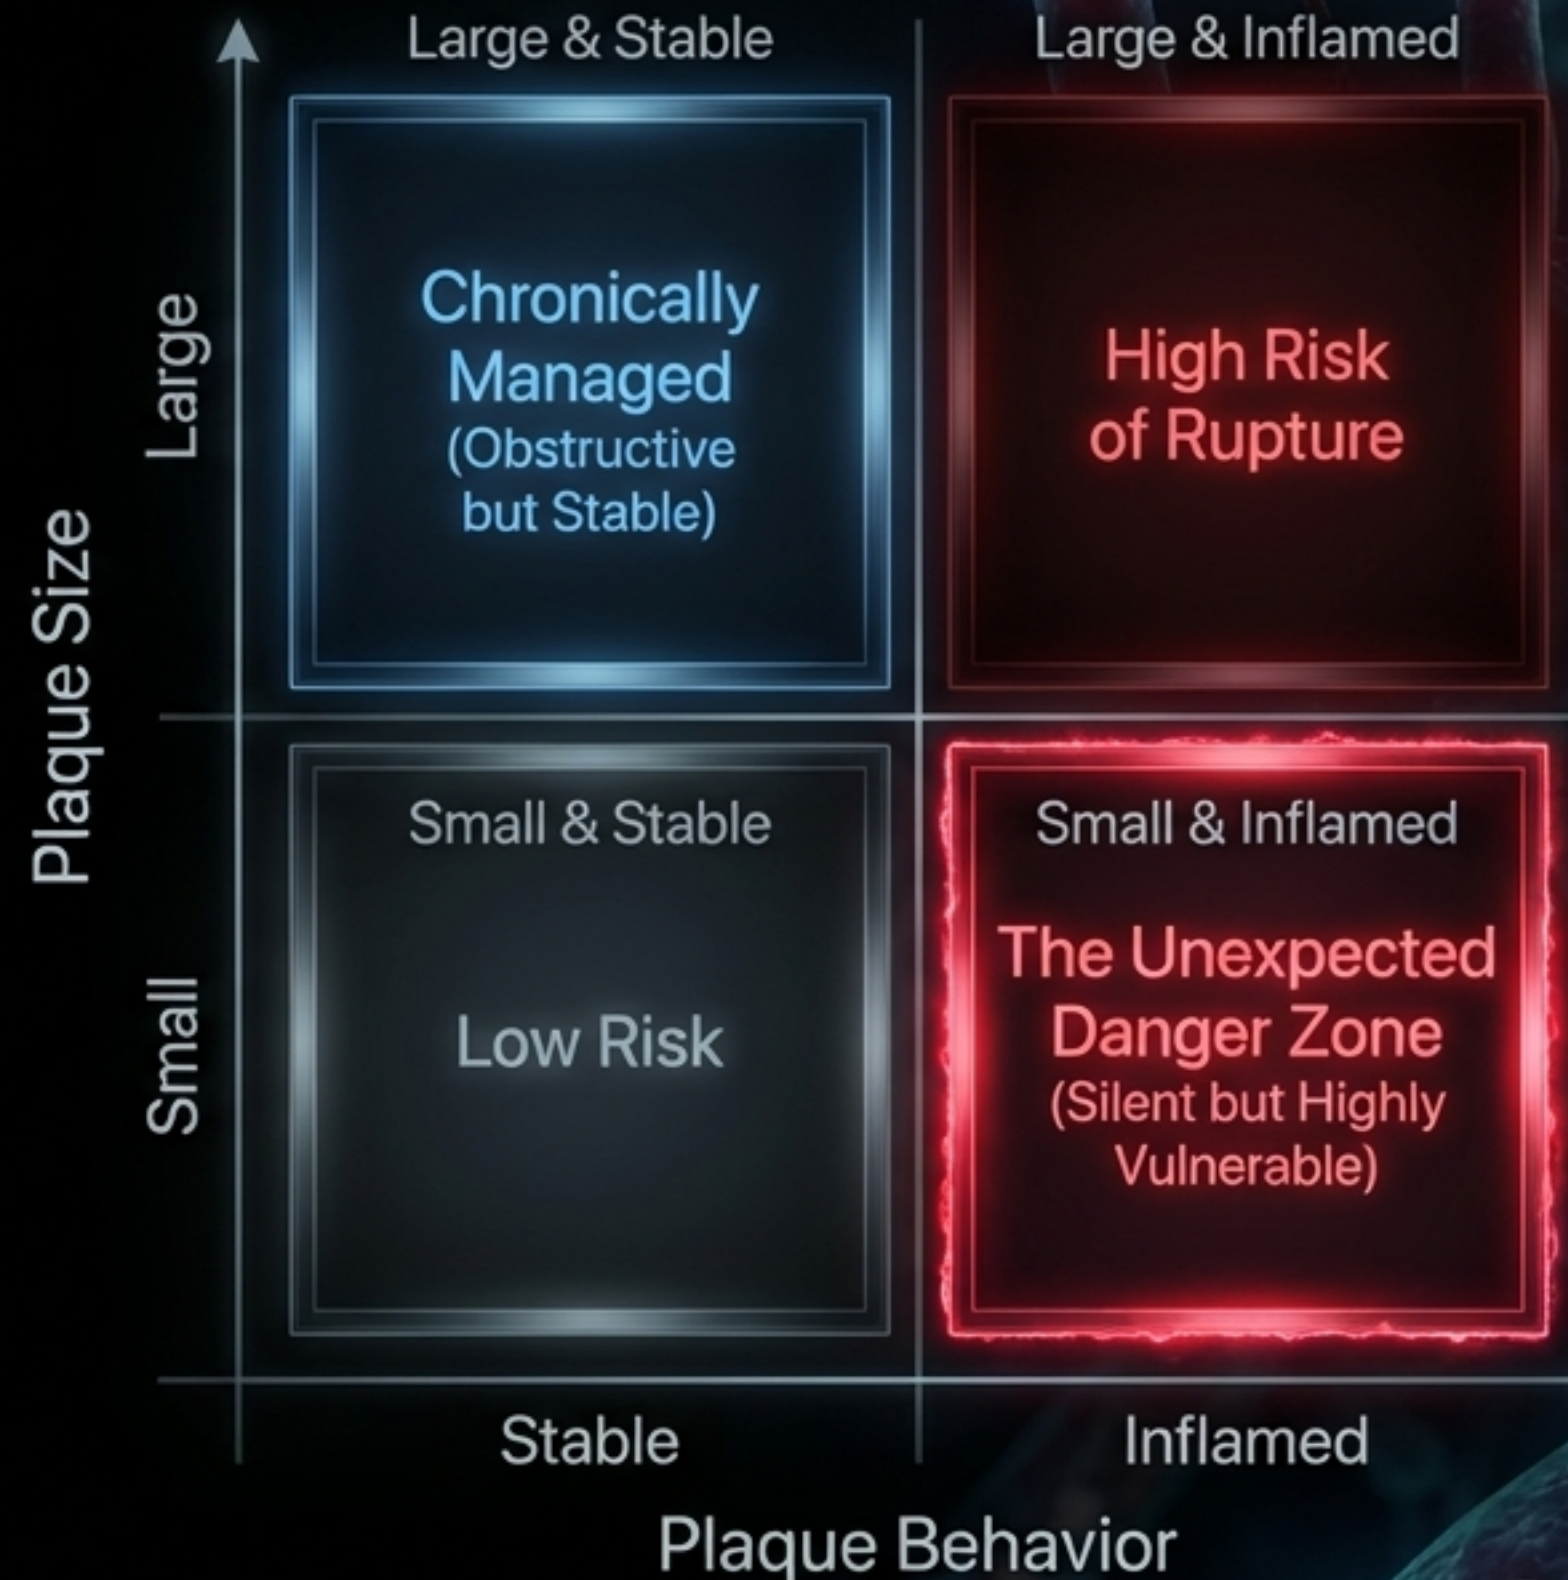 Large & Stable
Large & Inflamed
Chronically
Managed
(Obstructive
but Stable)
High Risk
of Rupture
Large
Plaque Size
Small & Stable
Small & Inflamed
Low Risk
The Unexpected
Danger Zone
(Silent but Highly
Vulnerable)
Small
Stable
Inflamed
Plaque Behavior